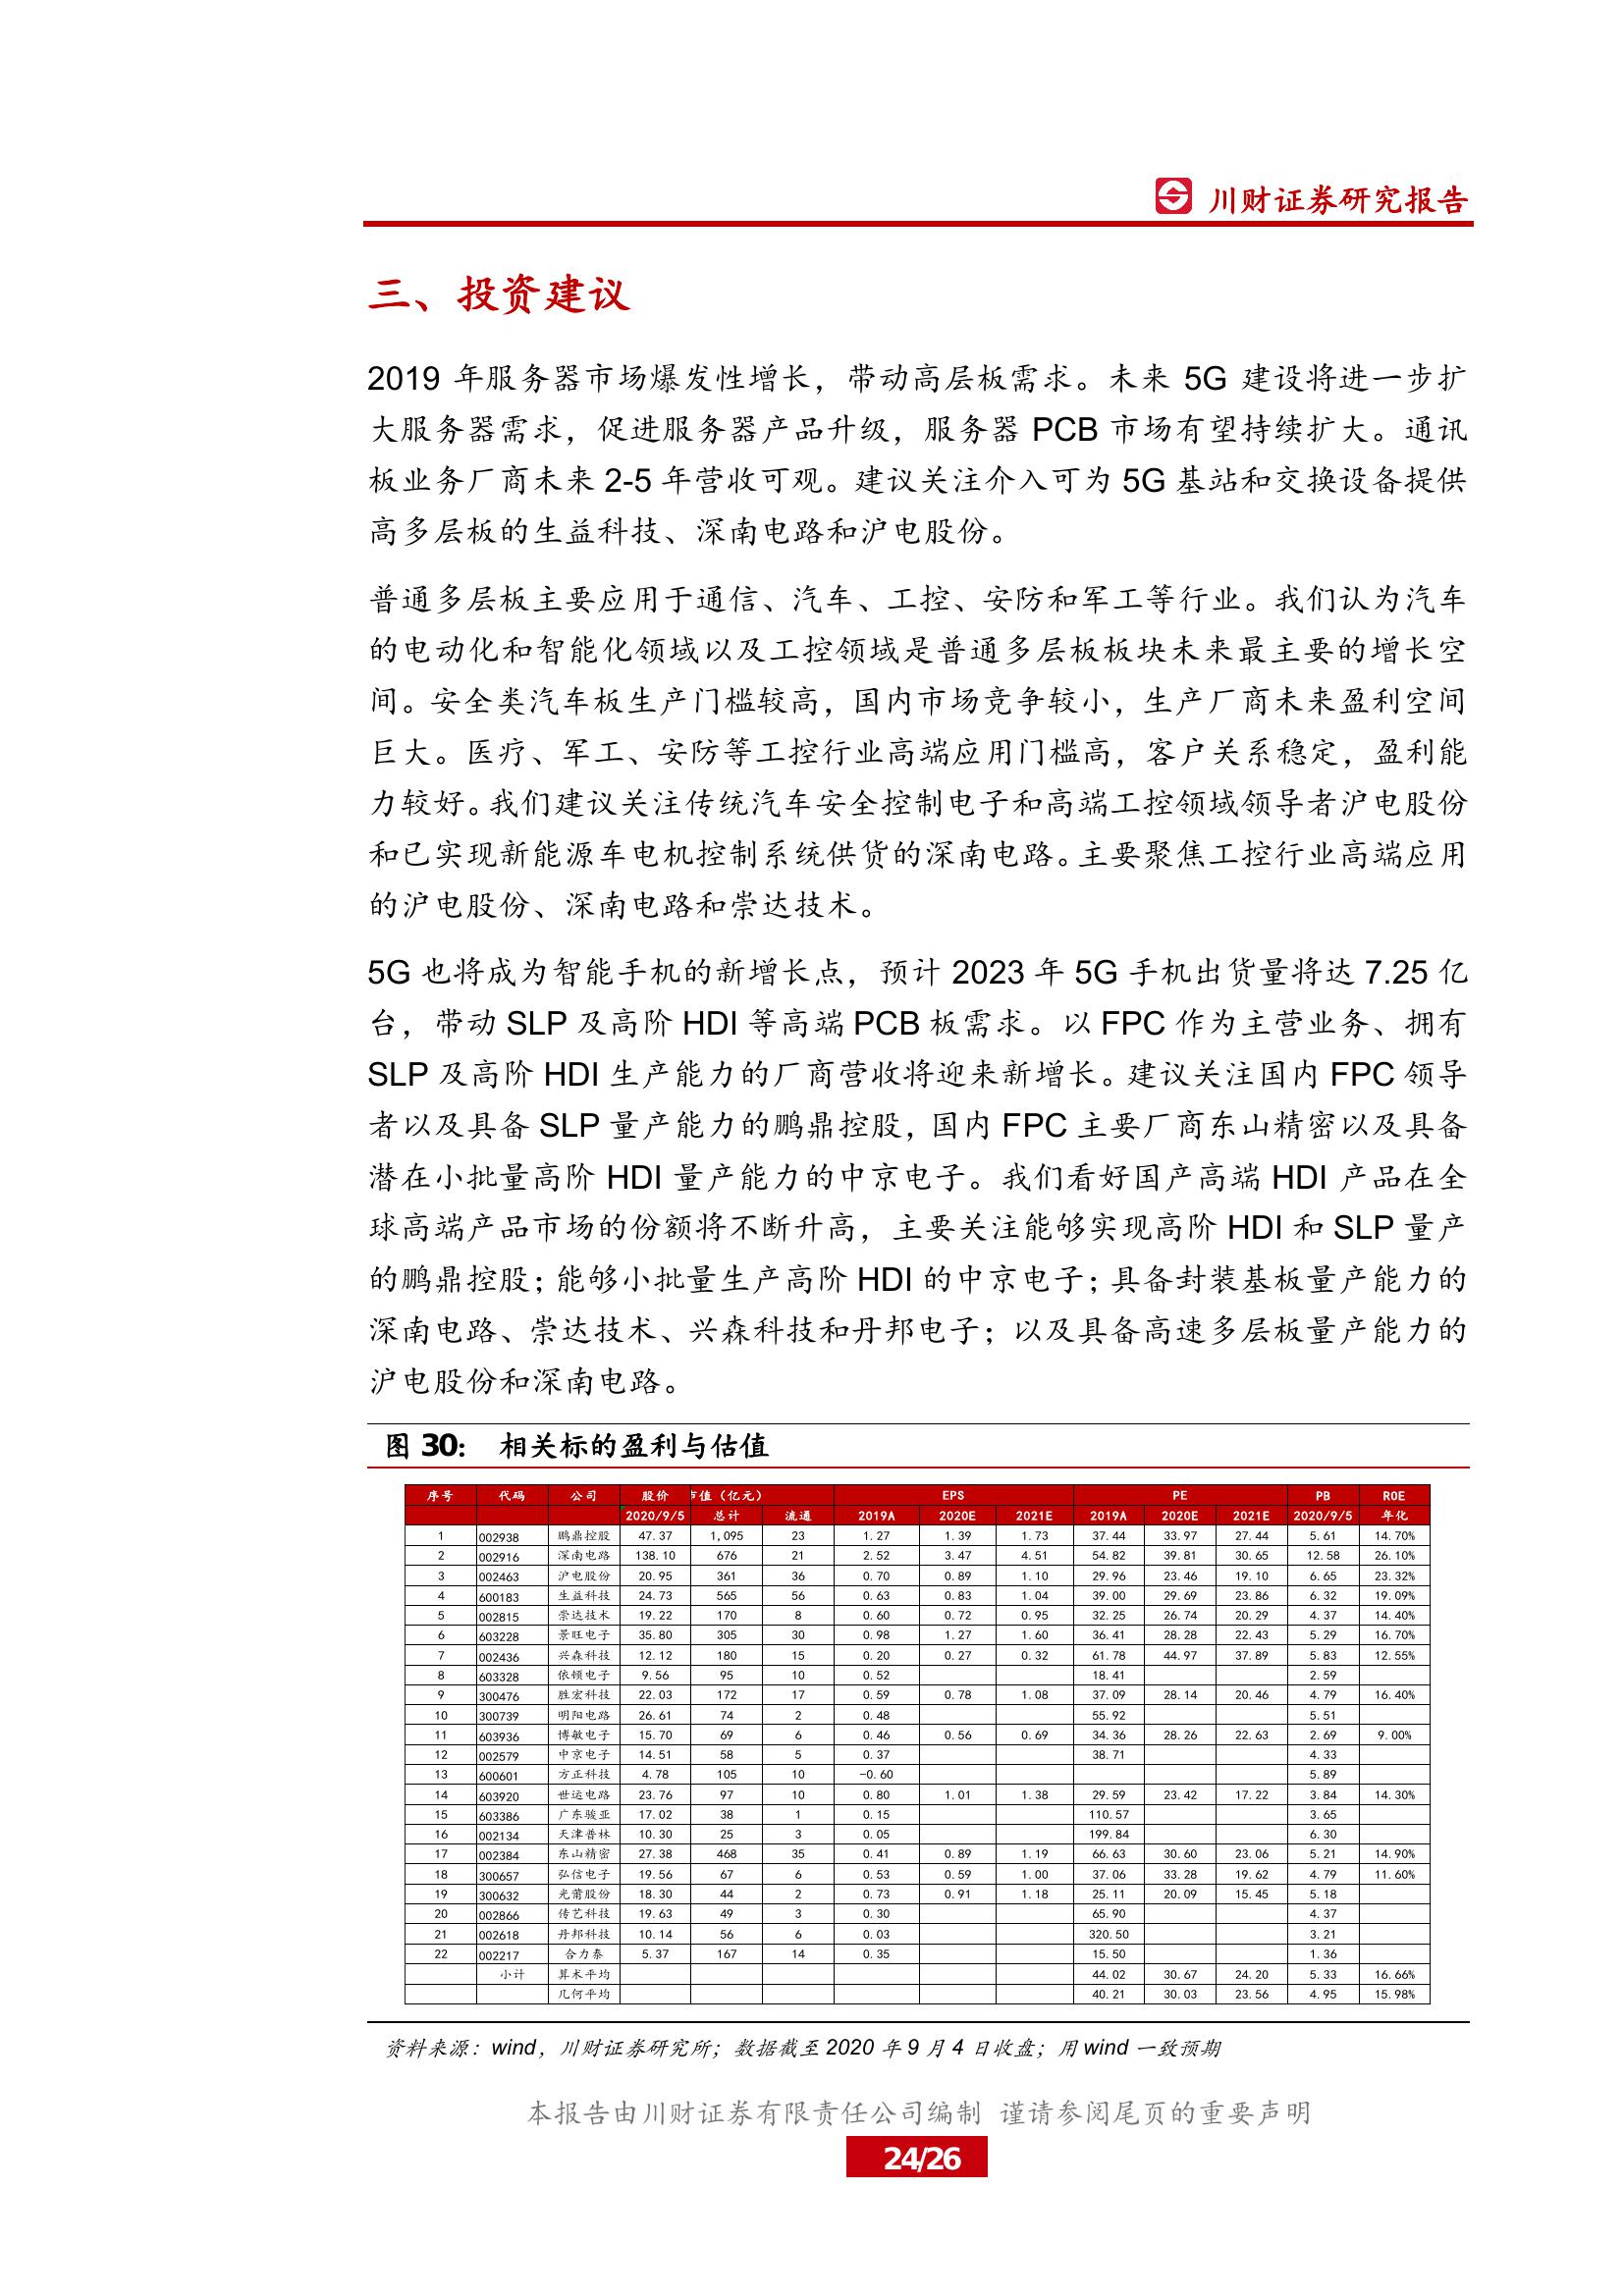 川财证券研究报告
三、投资建议
2019 年服务器市场爆发性增长，带动高层板需求。未来 5G 建设将进一步扩
大服务器需求，促进服务器产品升级，服务器 PCB 市场有望持续扩大。通讯
板业务厂商未来 2-5 年营收可观。建议关注介入可为 5G 基站和交换设备提供
高多层板的生益科技、深南电路和沪电股份。
普通多层板主要应用于通信、汽车、工控、安防和军工等行业。我们认为汽车
的电动化和智能化领域以及工控领域是普通多层板板块未来最主要的增长空
间。安全类汽车板生产门槛较高，国内市场竞争较小，生产厂商未来盈利空间
巨大。医疗、军工、安防等工控行业高端应用门槛高，客户关系稳定，盈利能
力较好。我们建议关注传统汽车安全控制电子和高端工控领域领导者沪电股份
和已实现新能源车电机控制系统供货的深南电路。主要聚焦工控行业高端应用
的沪电股份、深南电路和崇达技术。
5G 也将成为智能手机的新增长点，预计 2023 年 5G 手机出货量将达 7.25 亿
台，带动 SLP 及高阶 HDI 等高端 PCB 板需求。以 FPC 作为主营业务、拥有
SLP 及高阶 HDI 生产能力的厂商营收将迎来新增长。建议关注国内 FPC 领导
者以及具备 SLP 量产能力的鹏鼎控股，国内 FPC 主要厂商东山精密以及具备
潜在小批量高阶 HDI 量产能力的中京电子。我们看好国产高端 HDI 产品在全
球高端产品市场的份额将不断升高，主要关注能够实现高阶 HDI 和 SLP 量产
的鹏鼎控股；能够小批量生产高阶 HDI 的中京电子；具备封装基板量产能力的
深南电路、崇达技术、兴森科技和丹邦电子；以及具备高速多层板量产能力的
沪电股份和深南电路。
图 30： 相关标的盈利与估值
序号 代码 公司 股价 市值（亿元） EPS PE PB ROE
2020/9/5 总计 流通 2019A 2020E 2021E 2019A 2020E 2021E 2020/9/5 年化
1 002938 鹏鼎控股 47.37 1,095 23 1.27 1.39 1.73 37.44 33.97 27.44 5.61 14.70%
2 002916 深南电路 138.10 676 21 2.52 3.47 4.51 54.82 39.81 30.65 12.58 26.10%
3 002463 沪电股份 20.95 361 36 0.70 0.89 1.10 29.96 23.46 19.10 6.65 23.32%
4 600183 生益科技 24.73 565 56 0.63 0.83 1.04 39.00 29.69 23.86 6.32 19.09%
5 002815 崇达技术 19.22 170 8 0.60 0.72 0.95 32.25 26.74 20.29 4.37 14.40%
6 603228 景旺电子 35.80 305 30 0.98 1.27 1.60 36.41 28.28 22.43 5.29 16.70%
7 002436 兴森科技 12.12 180 15 0.20 0.27 0.32 61.78 44.97 37.89 5.83 12.55%
8 603328 依顿电子 9.56 95 10 0.52 18.41 2.59
9 300476 胜宏科技 22.03 172 17 0.59 0.78 1.08 37.09 28.14 20.46 4.79 16.40%
10 300739 明阳电路 26.61 74 2 0.48 55.92 5.51
11 603936 博敏电子 15.70 69 6 0.46 0.56 0.69 34.36 28.26 22.63 2.69 9.00%
12 002579 中京电子 14.51 58 5 0.37 38.71 4.33
13 600601 方正科技 4.78 105 10 -0.60 5.89
14 603920 世运电路 23.76 97 10 0.80 1.01 1.38 29.59 23.42 17.22 3.84 14.30%
15 603386 广东骏亚 17.02 38 1 0.15 110.57 3.65
16 002134 天津普林 10.30 25 3 0.05 199.84 6.30
17 002384 东山精密 27.38 468 35 0.41 0.89 1.19 66.63 30.60 23.06 5.21 14.90%
18 300657 弘信电子 19.56 67 6 0.53 0.59 1.00 37.06 33.28 19.62 4.79 11.60%
19 300632 光莆股份 18.30 44 2 0.73 0.91 1.18 25.11 20.09 15.45 5.18
20 002866 传艺科技 19.63 49 3 0.30 65.90 4.37
21 002618 丹邦科技 10.14 56 6 0.03 320.50 3.21
22 002217 合力泰 5.37 167 14 0.35 15.50 1.36
小计 算术平均 44.02 30.67 24.20 5.33 16.66%
几何平均 40.21 30.03 23.56 4.95 15.98%
资料来源：wind，川财证券研究所；数据截至 2020 年 9 月 4 日收盘；用 wind 一致预期
本报告由川财证券有限责任公司编制 谨请参阅尾页的重要声明
24/26